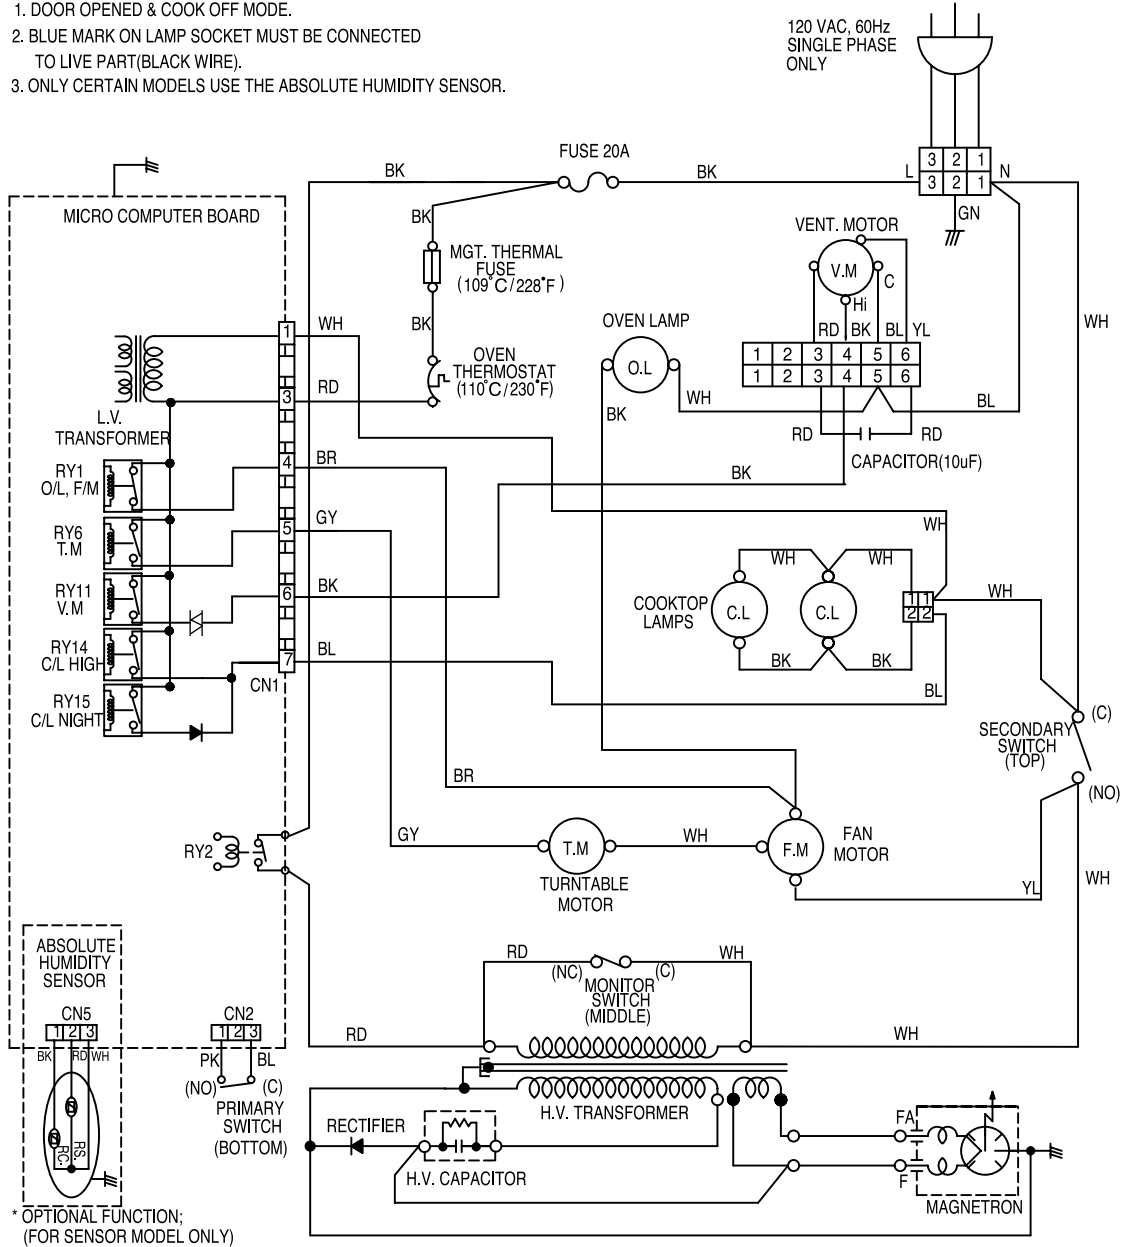 1. DOOR OPENED & COOK OFF MODE.
2. BLUE MARK ON LAMP SOCKET MUST BE CONNECTED
TO LIVE PART(BLACK WIRE).
3. ONLY CERTAIN MODELS USE THE ABSOLUTE HUMIDITY SENSOR.
120 VAC, 60Hz
SINGLE PHASE
ONLY
FUSE 20A
BK
BK
L
3 2 1
3 2 1
N
GN
MICRO COMPUTER BOARD
BK
MGT. THERMAL
FUSE
(109°C/228°F)
BK
VENT. MOTOR
V.M
C
Hi
RD BK BL YL
1 2 3 4 5 6
1 2 3 4 5 6
WH
OVEN LAMP
O.L
WH
BK
BL
RD
RD
CAPACITOR(10uF)
BK
1
WH
OVEN
THERMOSTAT
(110°C/230°F)
3
RD
L.V.
TRANSFORMER
RY1
O/L, F/M
4
BR
RY6
T.M
5
GY
RY11
V.M
6
BK
RY14
C/L HIGH
7
BL
CN1
RY15
C/L NIGHT
WH
WH
WH
COOKTOP
LAMPS
C.L
C.L
1 1
2 2
WH
BK
BK
BL
(C)
SECONDARY
SWITCH
(TOP)
(NO)
BR
GY
T.M
WH
F.M
FAN
MOTOR
TURNTABLE
MOTOR
YL
WH
RY2
ABSOLUTE
HUMIDITY
SENSOR
CN5
1 2 3
BK RD WH
RC.
RS.
CN2
1 2 3
PK
BL
(NO)
(C)
PRIMARY
SWITCH
(BOTTOM)
RD
WH
(NC)
(C)
MONITOR
SWITCH
(MIDDLE)
RD
WH
H.V. TRANSFORMER
RECTIFIER
H.V. CAPACITOR
FA
F
MAGNETRON
* OPTIONAL FUNCTION;
(FOR SENSOR MODEL ONLY)